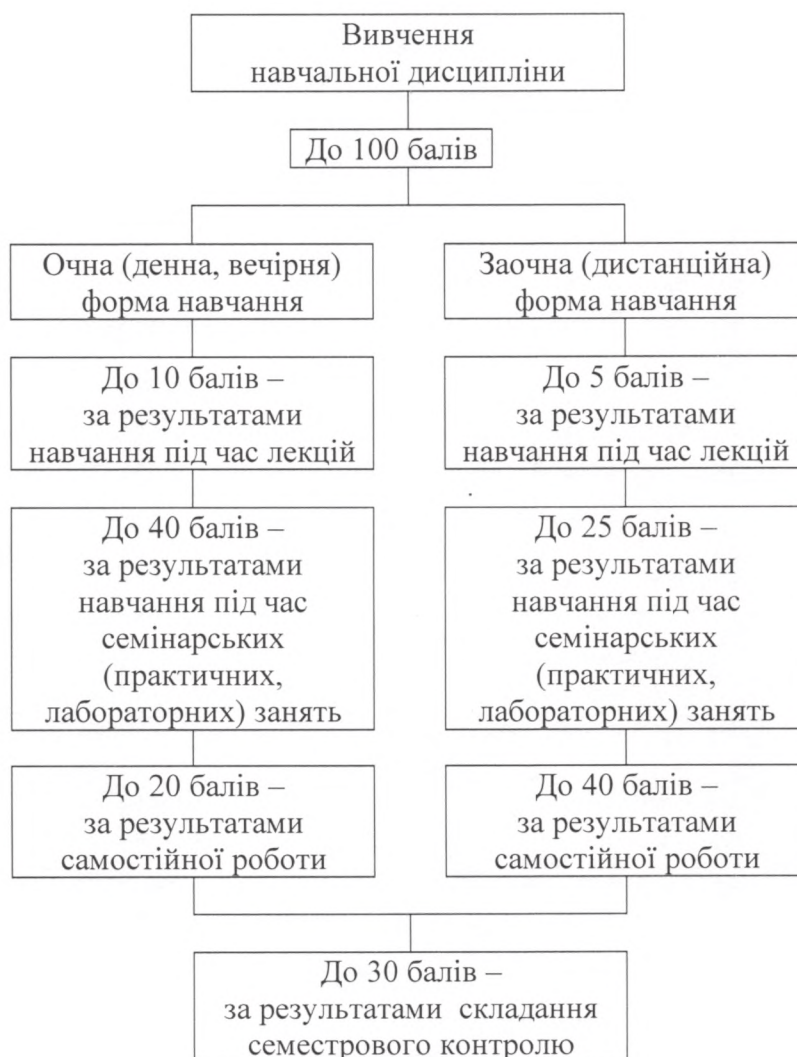 Вивчення
навчальної дисципліни
До 100 балів
Очна (денна, вечірня)
форма навчання
До 10 балів –
за результатами
навчання під час лекцій
До 40 балів –
за результатами
навчання під час
семінарських
(практичних,
лабораторних) занять
До 20 балів –
за результатами
самостійної роботи
Заочна (дистанційна)
форма навчання
До 5 балів –
за результатами
навчання під час лекцій
До 25 балів –
за результатами
навчання під час
семінарських
(практичних,
лабораторних) занять
До 40 балів –
за результатами
самостійної роботи
До 30 балів –
за результатами складання
семестрового контролю